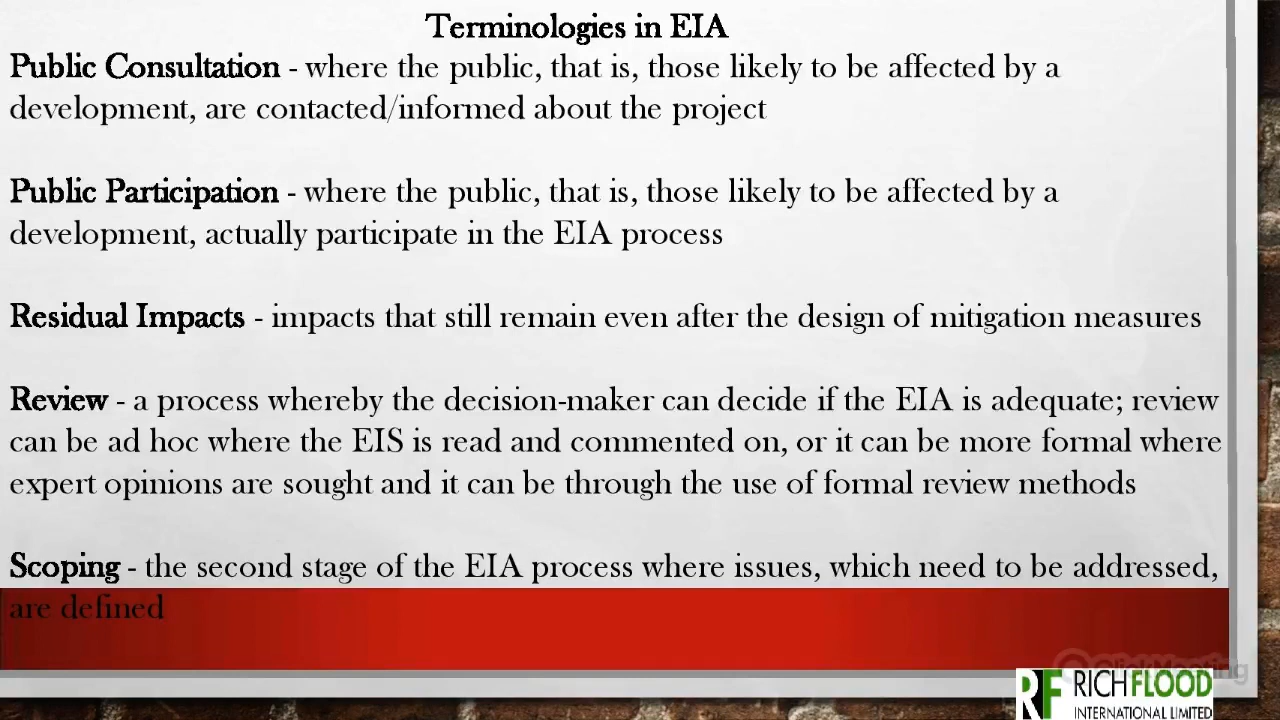 Terminologies in EIA
Public Consultation - where the public, that is, those likely to be affected by a
development, are contacted/informed about the project
Public Participation - where the public, that is, those likely to be affected by a
development, actually participate in the EIA process
Residual Impacts - impacts that still remain even after the design of mitigation measures
Review - a process whereby the decision-maker can decide if the EIA is adequate; review
can be ad hoc where the EIS is read and commented on, or it can be more formal where
expert opinions are sought and it can be through the use of formal review methods
Scoping - the second stage of the EIA process where issues, which need to be addressed,
are defined
ClickMeeting
RF RICHFLOOD
INTERNATIONAL LIMITED